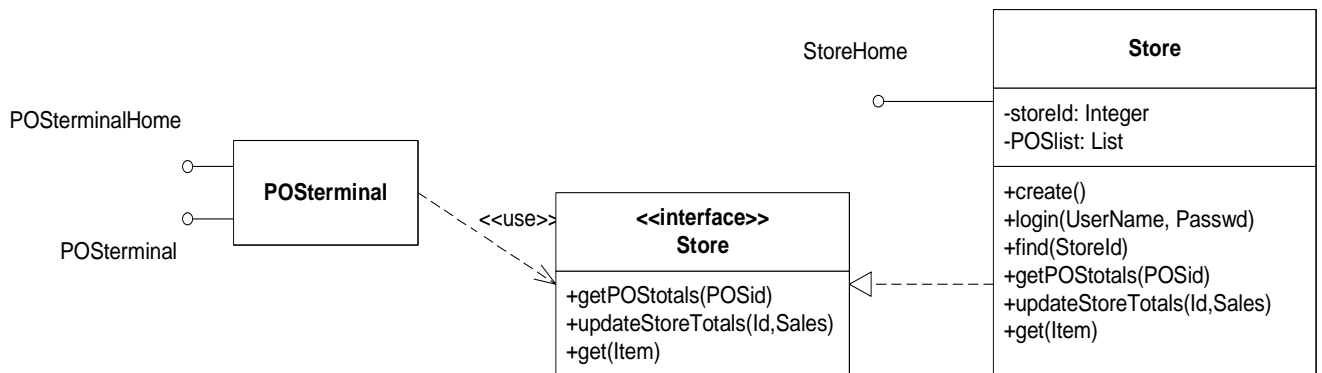 POSterminalHome
POSterminal
POSterminal
<<use>>
<<interface>>
Store
+getPOStotals(POSid)
+updateStoreTotals(Id,Sales)
+get(Item)
StoreHome
Store
-storeId: Integer
-POSlist: List
+create()
+login(UserName, Passwd)
+find(StoreId)
+getPOStotals(POSid)
+updateStoreTotals(Id,Sales)
+get(Item)